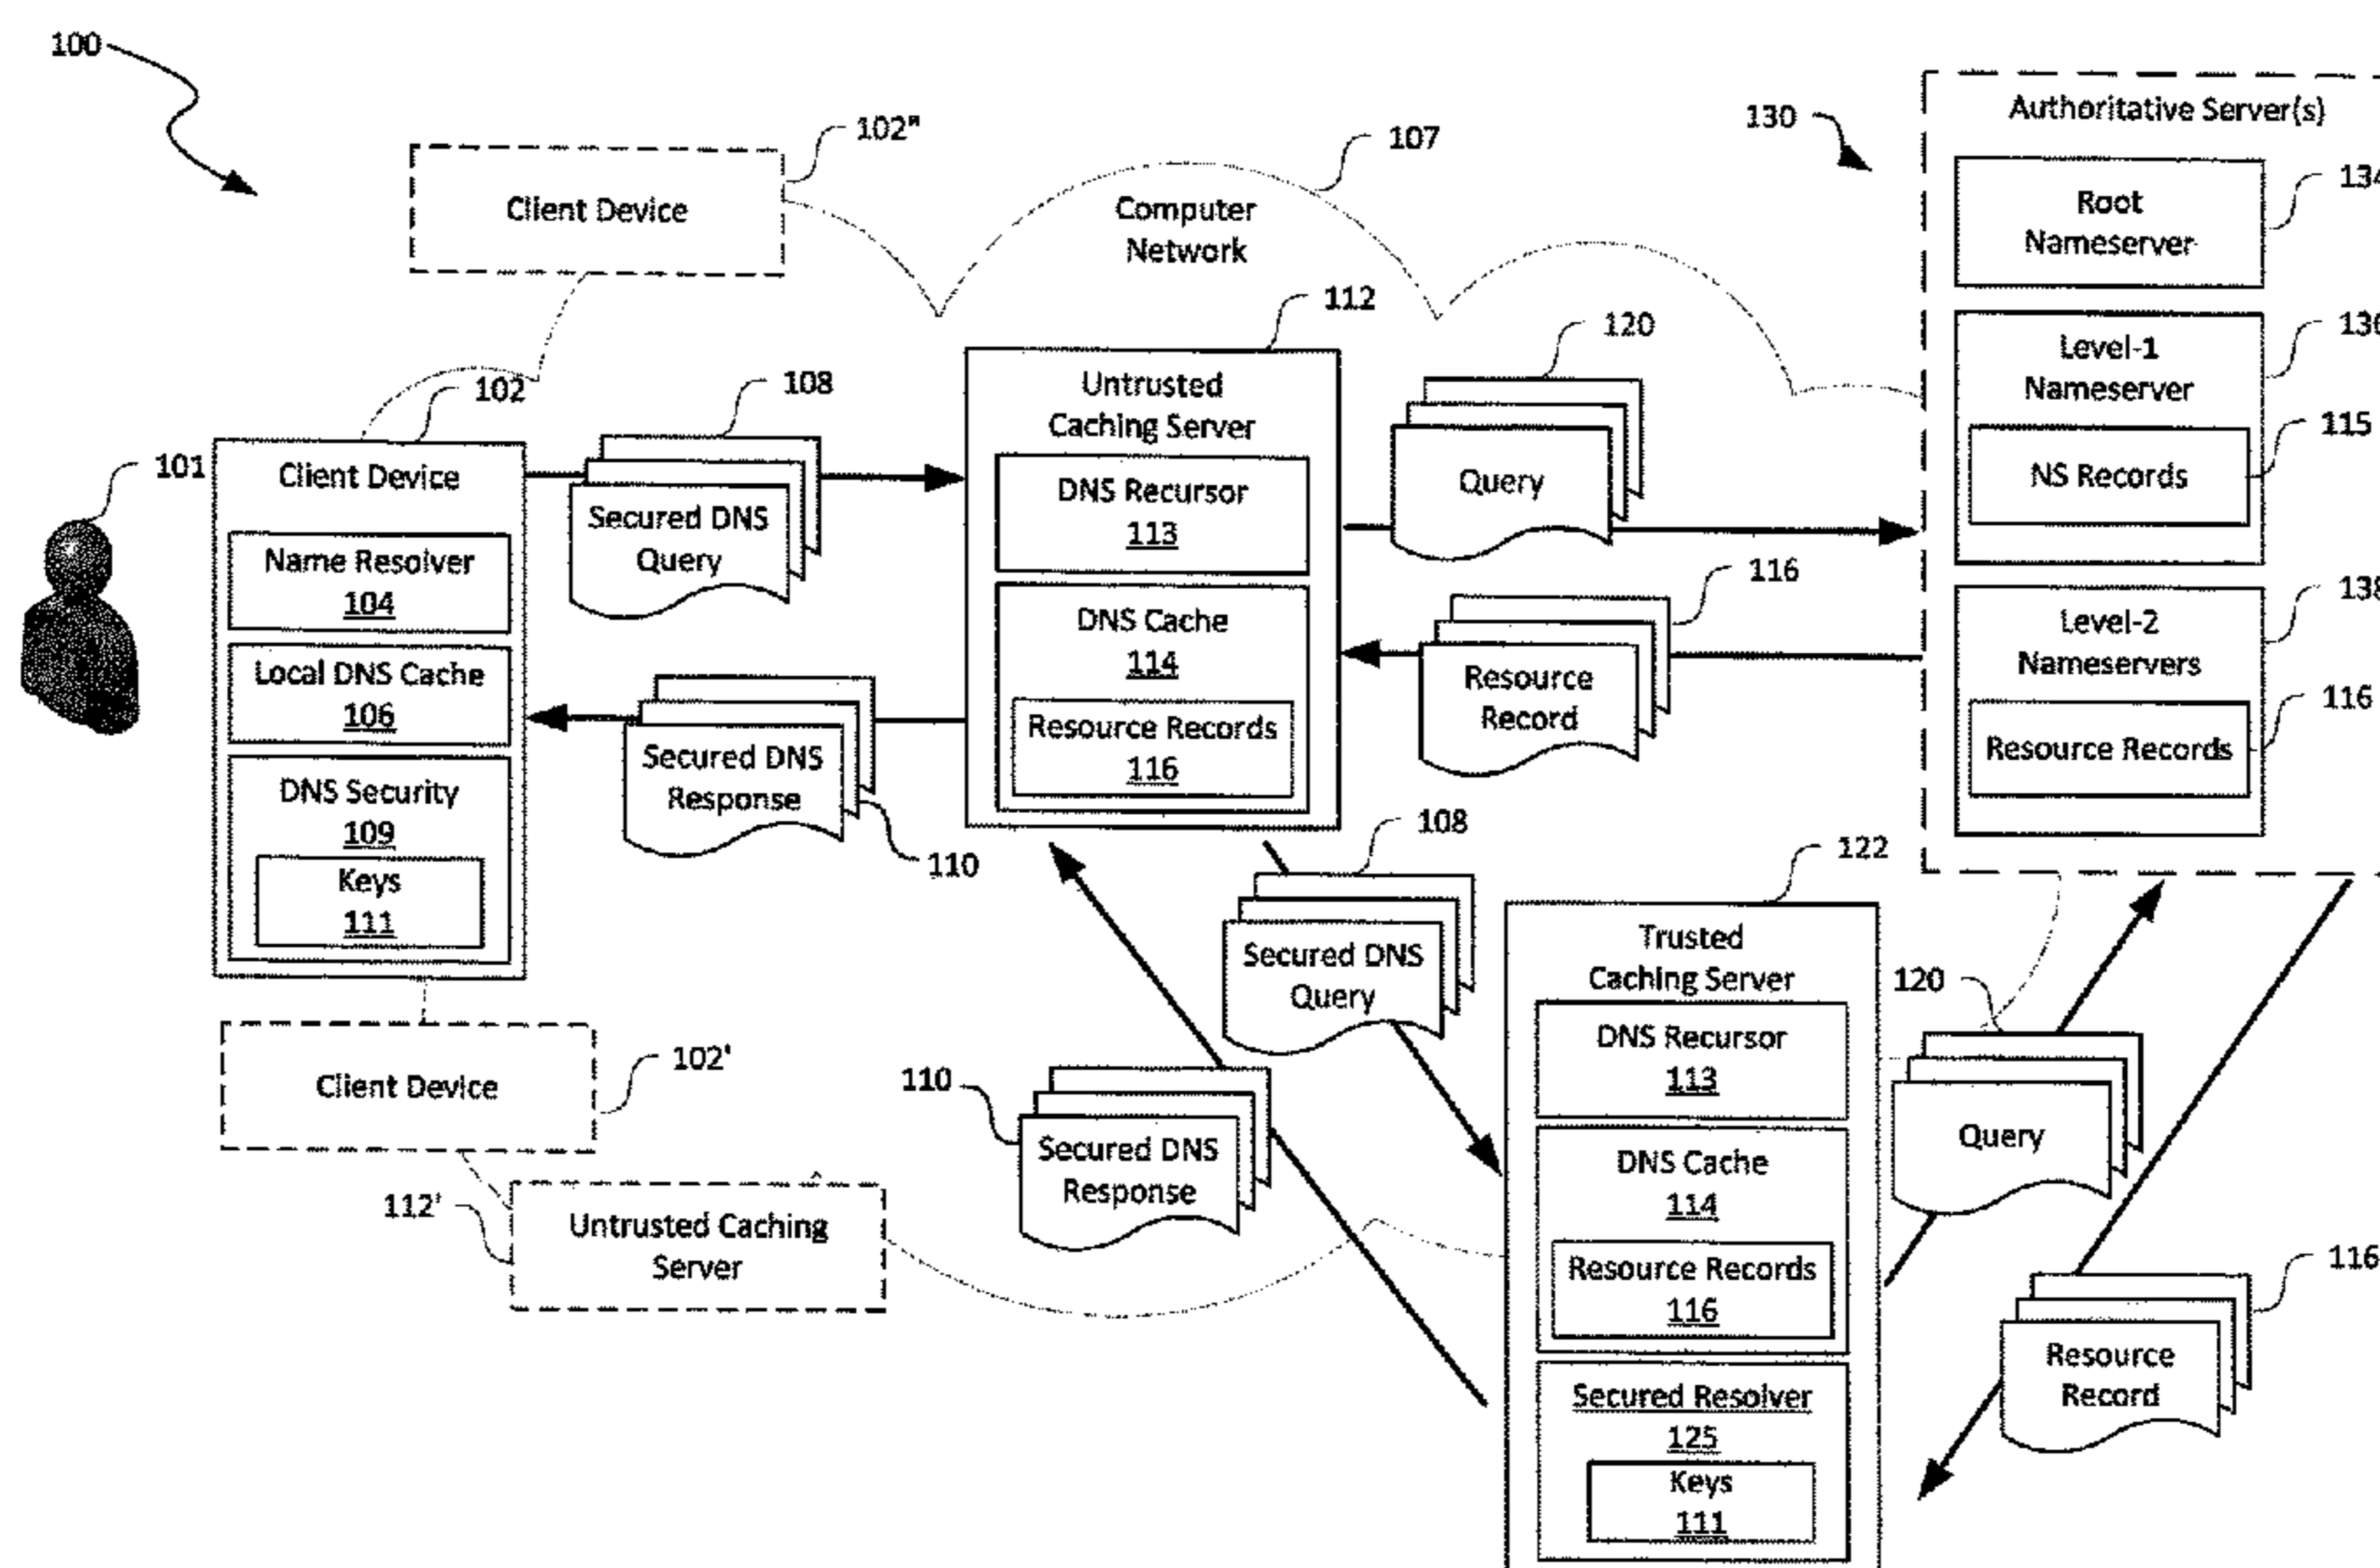 100
102"
Client Device
107
Computer
Network
130
Authoritative Server(s)
Root
Nameserver
134
Level-1
Nameserver
NS Records
115
Level-2
Nameservers
Resource Records
116
101
102
Client Device
Name Resolver
104
Local DNS Cache
106
DNS Security
109
Keys
111
108
Secured DNS
Query
Secured DNS
Response
110
112
Untrusted
Caching Server
DNS Recursor
113
DNS Cache
114
Resource Records
116
120
Query
116
Resource
Record
108
Secured DNS
Query
110
Secured DNS
Response
Client Device
102'
112'
Untrusted Caching
Server
122
Trusted
Caching Server
DNS Recursor
113
DNS Cache
114
Resource Records
116
Secured Resolver
125
Keys
111
120
Query
116
Resource
Record